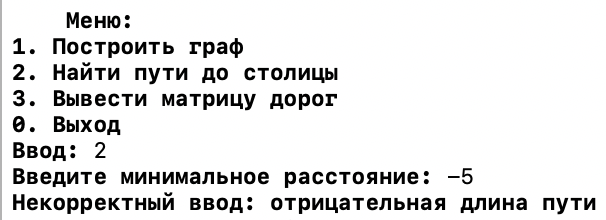 Меню:
1. Построить граф
2. Найти пути до столицы
3. Вывести матрицу дорог
0. Выход
Ввод: 2
Введите минимальное расстояние: −5
Некорректный ввод: отрицательная длина пути